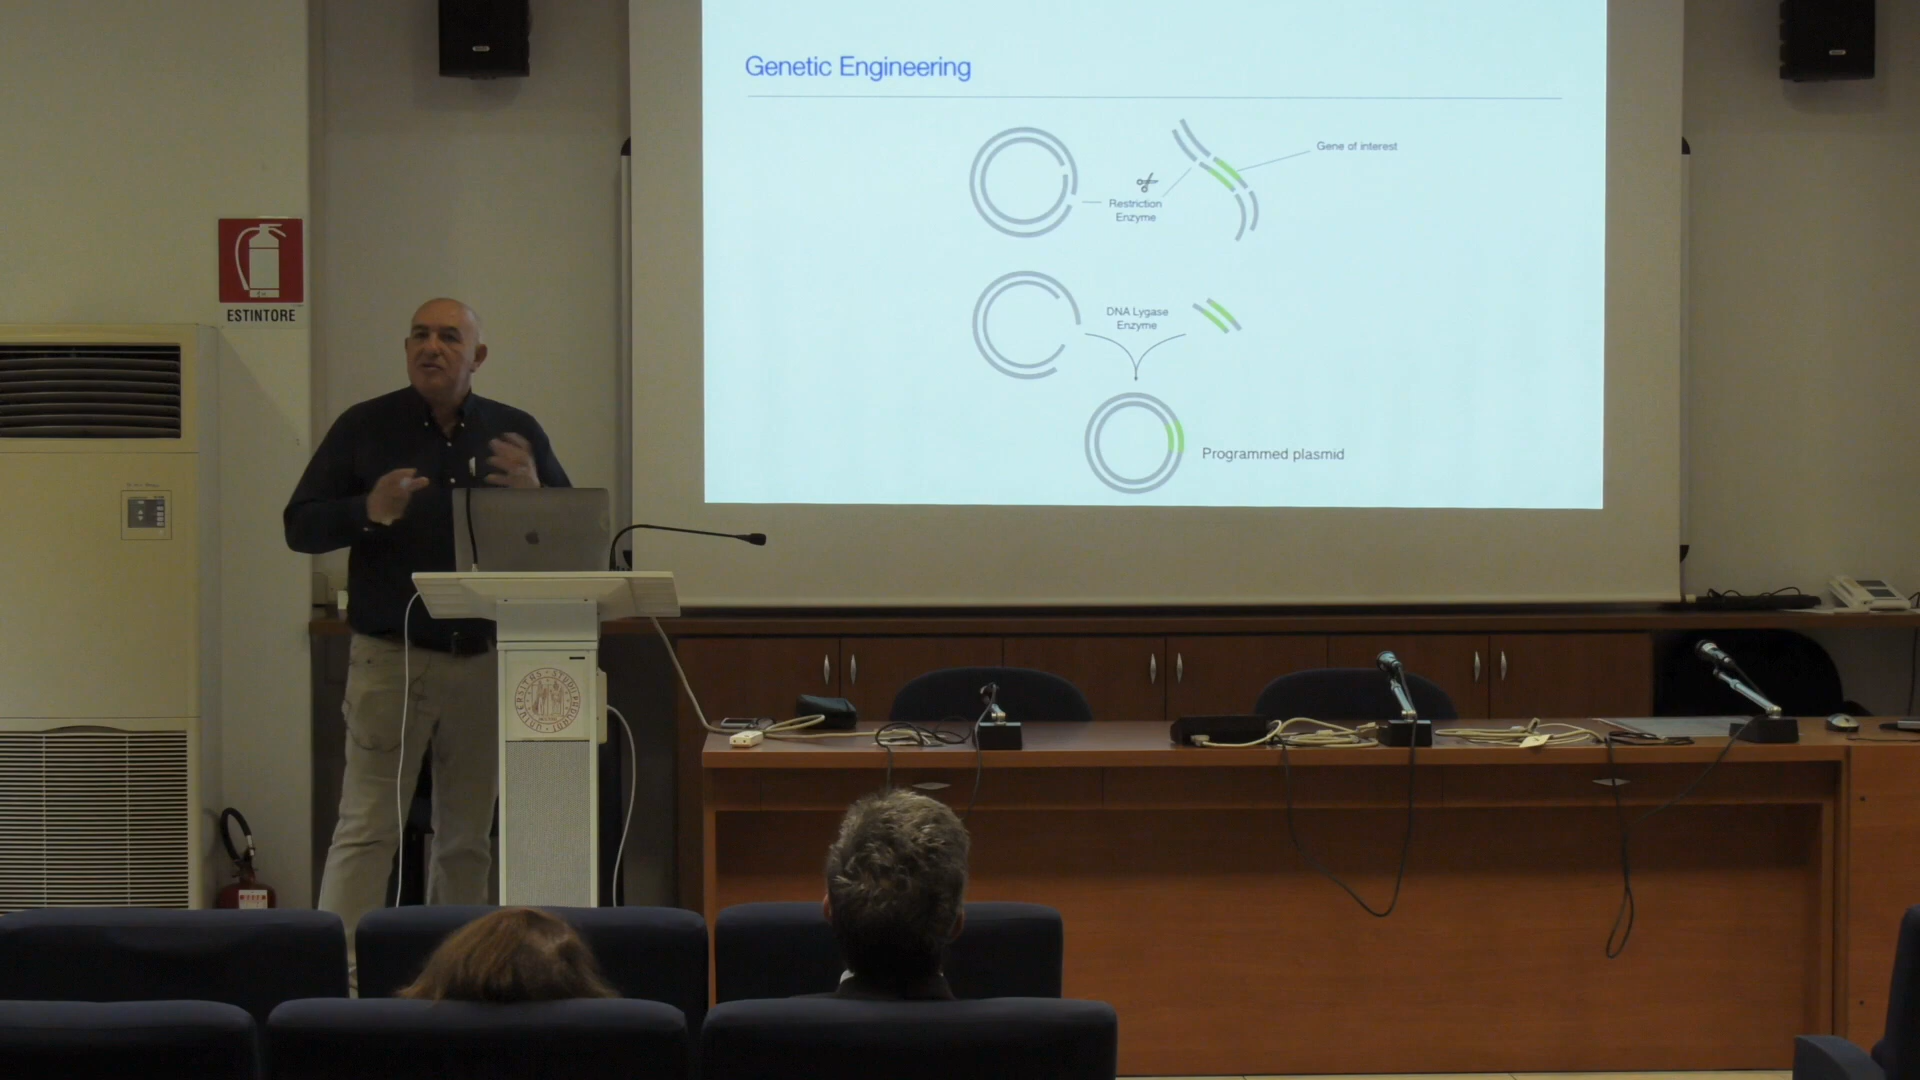 Genetic Engineering
Gene of interest
Restriction
Enzyme
DNA Lygase
Enzyme
Programmed plasmid
ESTINTORE